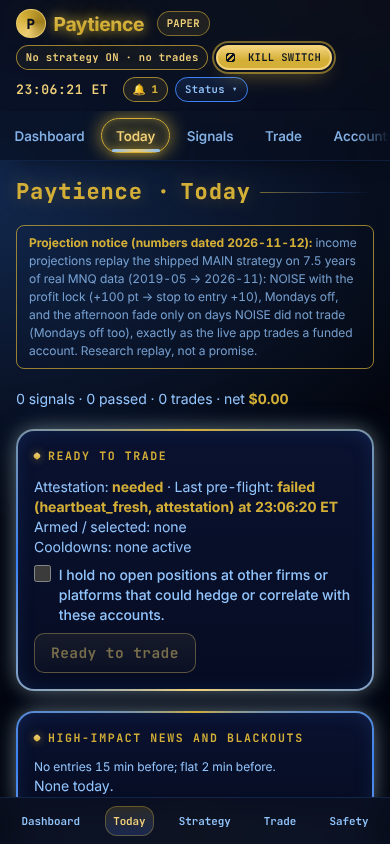 P Paytience PAPER
No strategy ON · no trades KILL SWITCH
23:06:21 ET 🔔 1 Status ▾
Dashboard Today Signals Trade Account
Paytience · Today
Projection notice (numbers dated 2026-11-12): income
projections replay the shipped MAIN strategy on 7.5 years
of real MNQ data (2019-05 → 2026-11): NOISE with the
profit lock (+100 pt → stop to entry +10), Mondays off,
and the afternoon fade only on days NOISE did not trade
(Mondays off too), exactly as the live app trades a funded
account. Research replay, not a promise.
0 signals · 0 passed · 0 trades · net $0.00
READY TO TRADE
Attestation: needed · Last pre-flight: failed
(heartbeat_fresh, attestation) at 23:06:20 ET
Armed / selected: none
Cooldowns: none active
I hold no open positions at other firms or
platforms that could hedge or correlate with
these accounts.
Ready to trade
HIGH-IMPACT NEWS AND BLACKOUTS
No entries 15 min before; flat 2 min before.
None today.
Dashboard Today Strategy Trade Safety